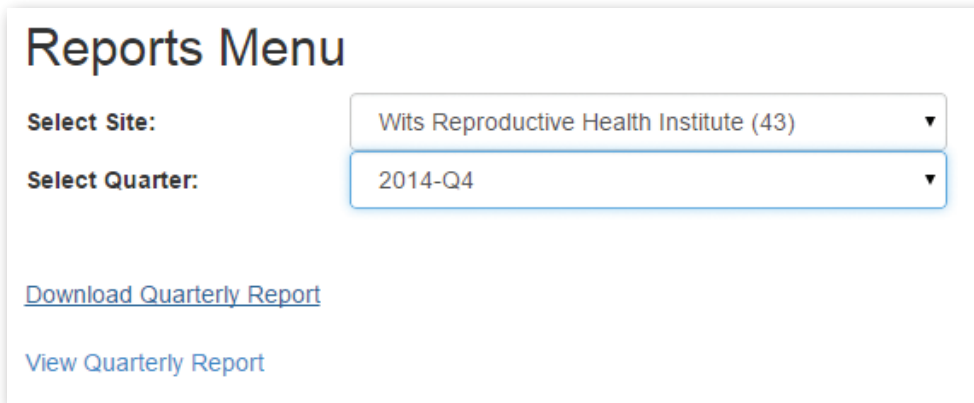 Reports Menu
Select Site: Wits Reproductive Health Institute (43)
Select Quarter: 2014-Q4
Download Quarterly Report
View Quarterly Report